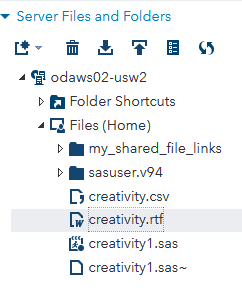 Server Files and Folders
odaws02-usw2
Folder Shortcuts
Files (Home)
my_shared_file_links
sasuser.v94
creativity.csv
creativity.rtf
creativity1.sas
creativity1.sas~